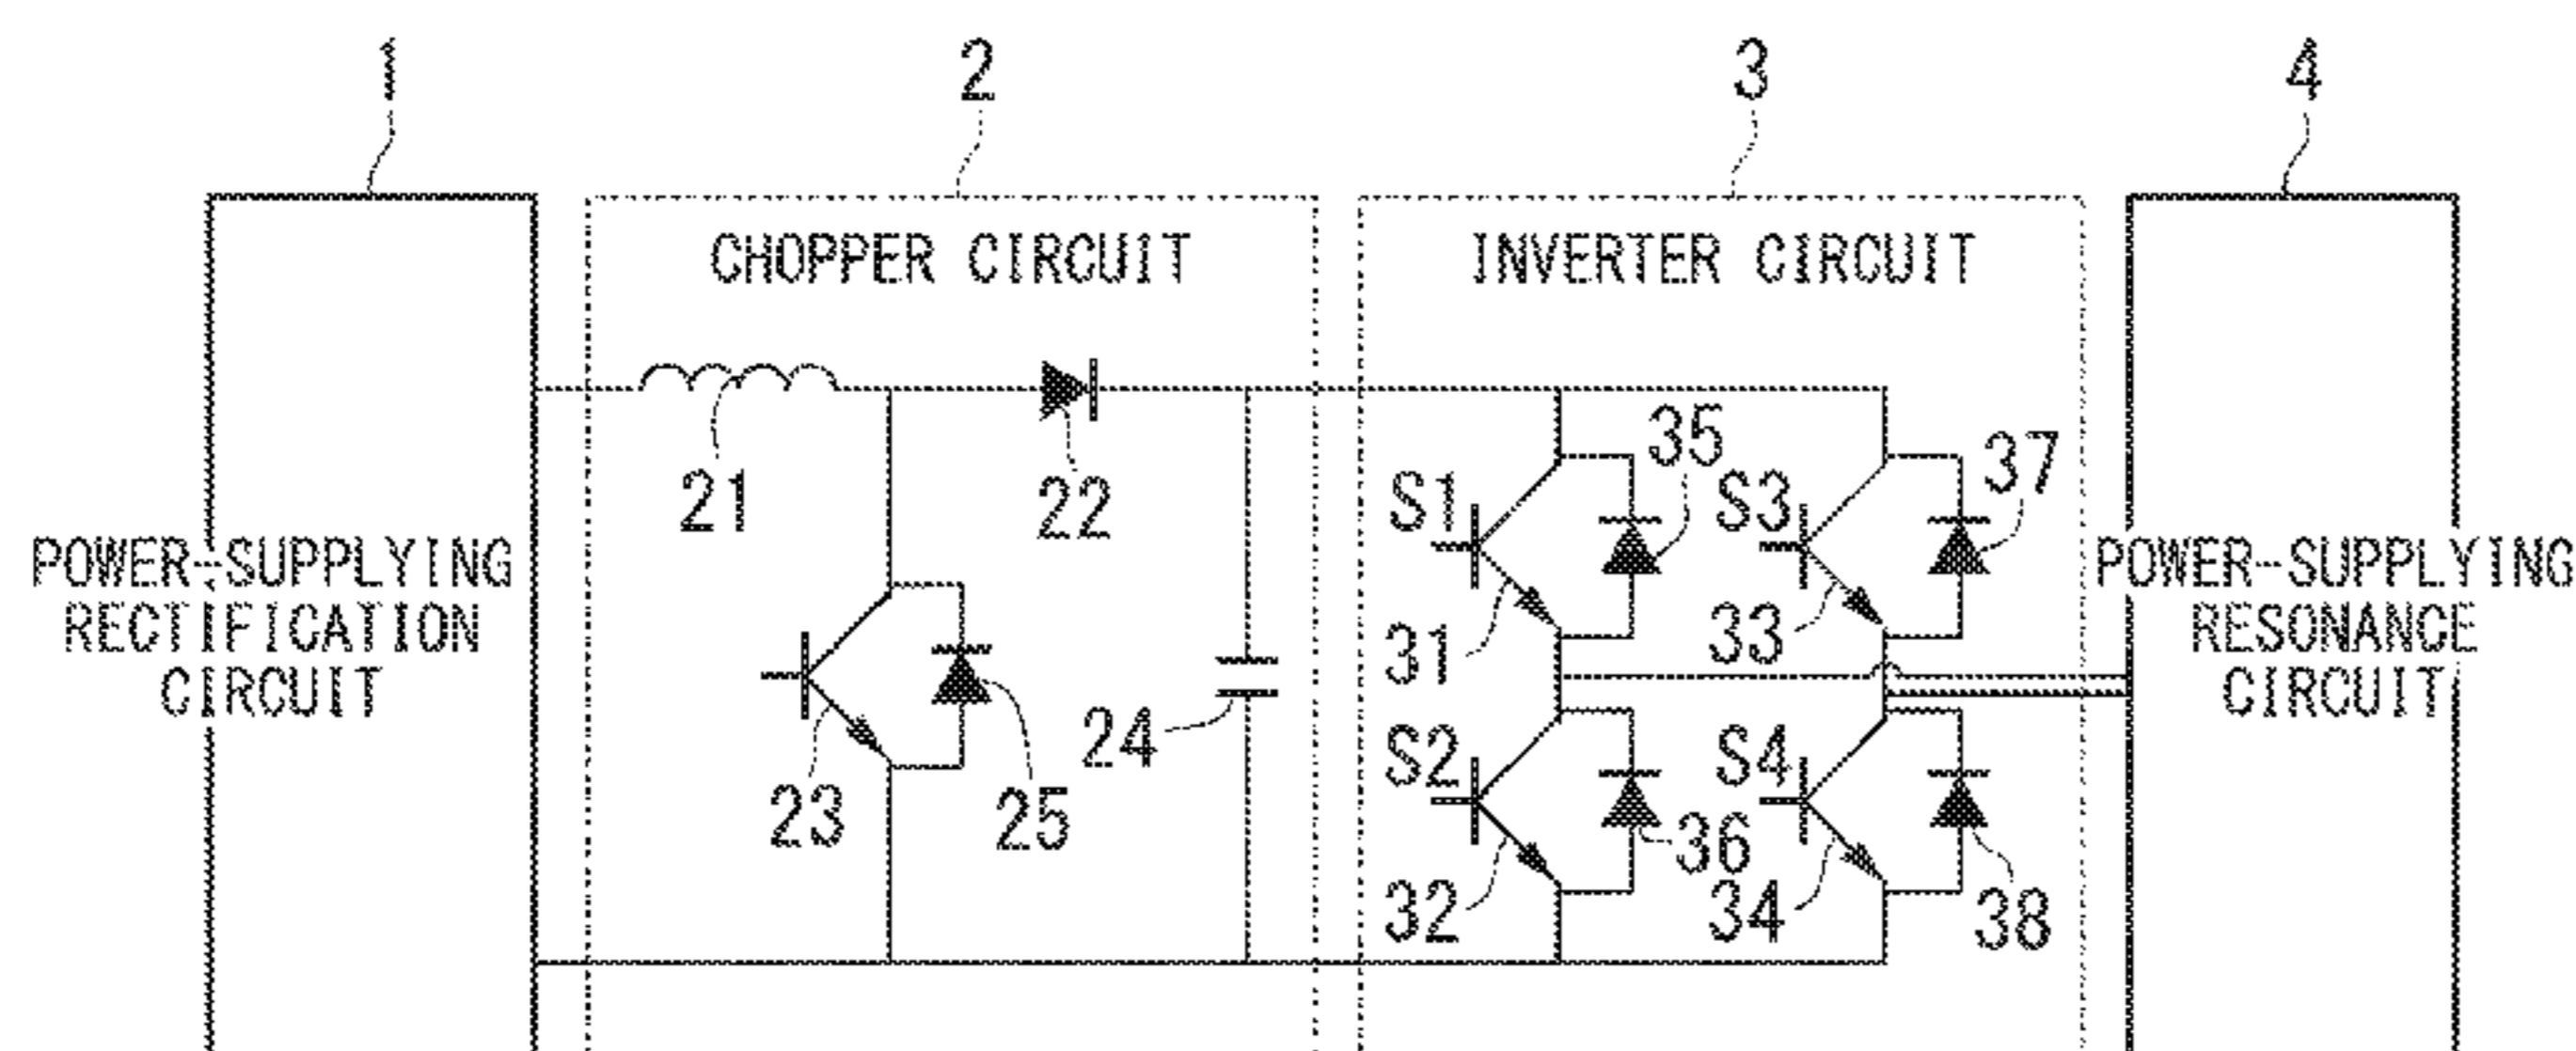 1
2
3
4
CHOPPER CIRCUIT
INVERTER CIRCUIT
POWER-SUPPLYING
RECTIFICATION
CIRCUIT
21
22
23
25
24
S1
35
31
S3
37
33
S2
36
32
S4
34
38
POWER-SUPPLYING
RESONANCE
CIRCUIT